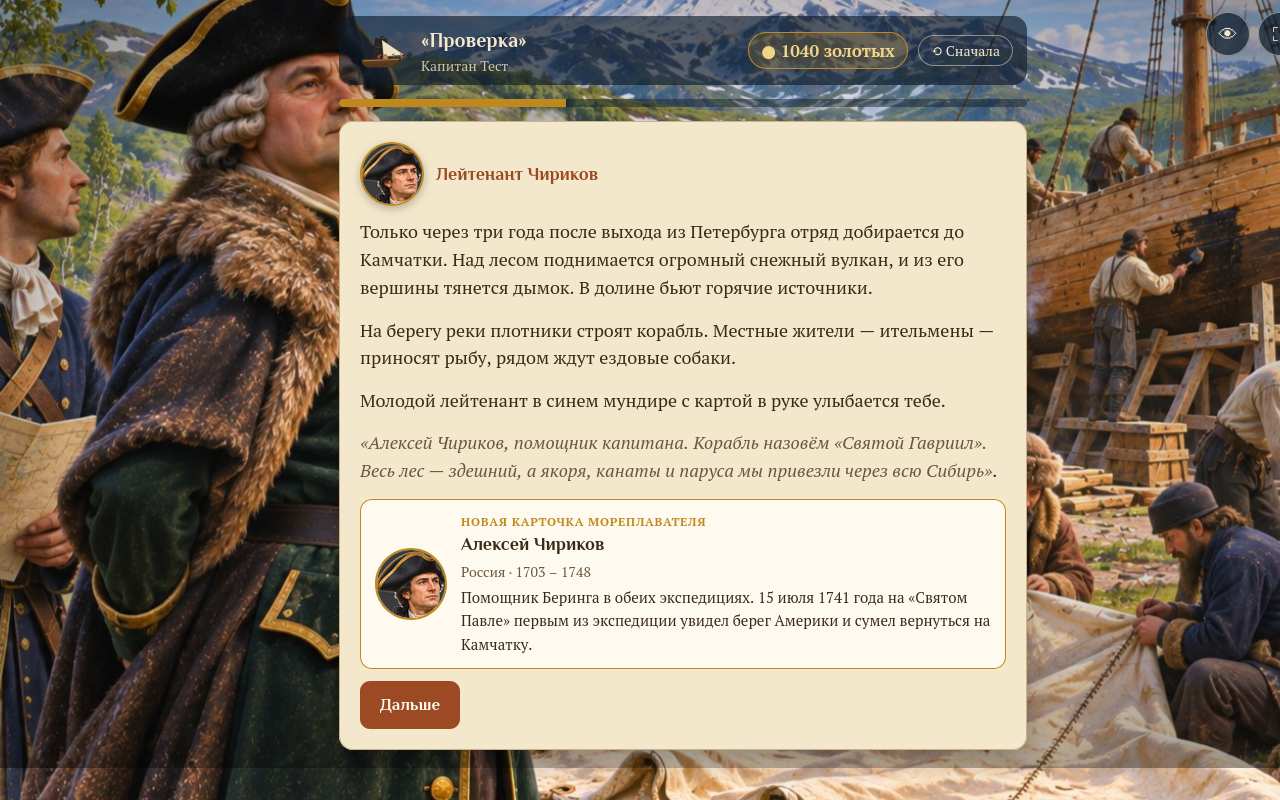 «Проверка»
Капитан Тест
1040 золотых
⟲ Сначала
Лейтенант Чириков
Только через три года после выхода из Петербурга отряд добирается до
Камчатки. Над лесом поднимается огромный снежный вулкан, и из его
вершины тянется дымок. В долине бьют горячие источники.
На берегу реки плотники строят корабль. Местные жители — ительмены —
приносят рыбу, рядом ждут ездовые собаки.
Молодой лейтенант в синем мундире с картой в руке улыбается тебе.
«Алексей Чириков, помощник капитана. Корабль назовём «Святой Гавриил».
Весь лес — здешний, а якоря, канаты и паруса мы привезли через всю Сибирь».
НОВАЯ КАРТОЧКА МОРЕПЛАВАТЕЛЯ
Алексей Чириков
Россия · 1703 – 1748
Помощник Беринга в обеих экспедициях. 15 июля 1741 года на «Святом
Павле» первым из экспедиции увидел берег Америки и сумел вернуться на
Камчатку.
Дальше